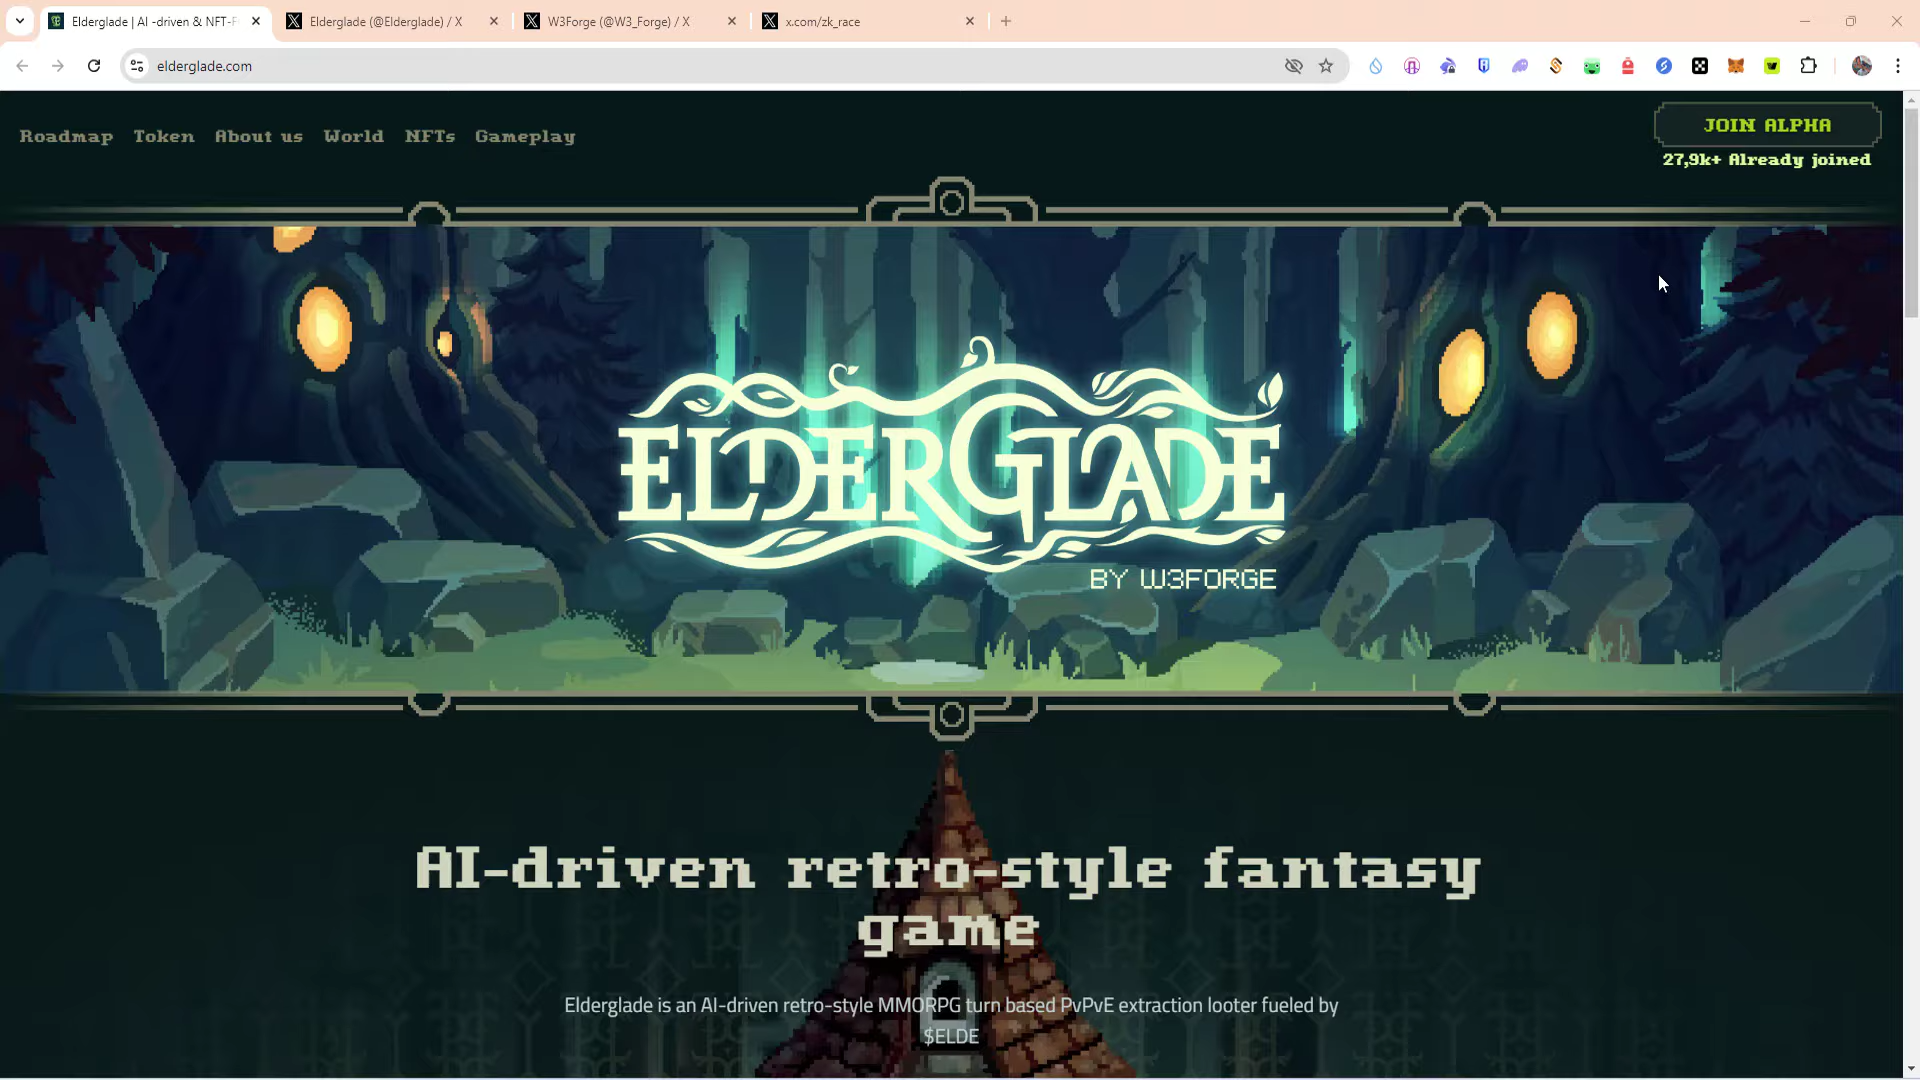 Elderglade | AI -driven & NFT-F
Elderglade (@Elderglade) / X
W3Forge (@W3_Forge) / X
x.com/zk_race
elderglade.com
Roadmap
Token
About us
World
NFTs
Gameplay
JOIN ALPHA
27,9k+ Already joined
ELDERGLADE
BY W3FORGE
AI-driven retro-style fantasy
game
Elderglade is an AI-driven retro-style MMORPG turn based PvPvE extraction looter fueled by
$ELDE